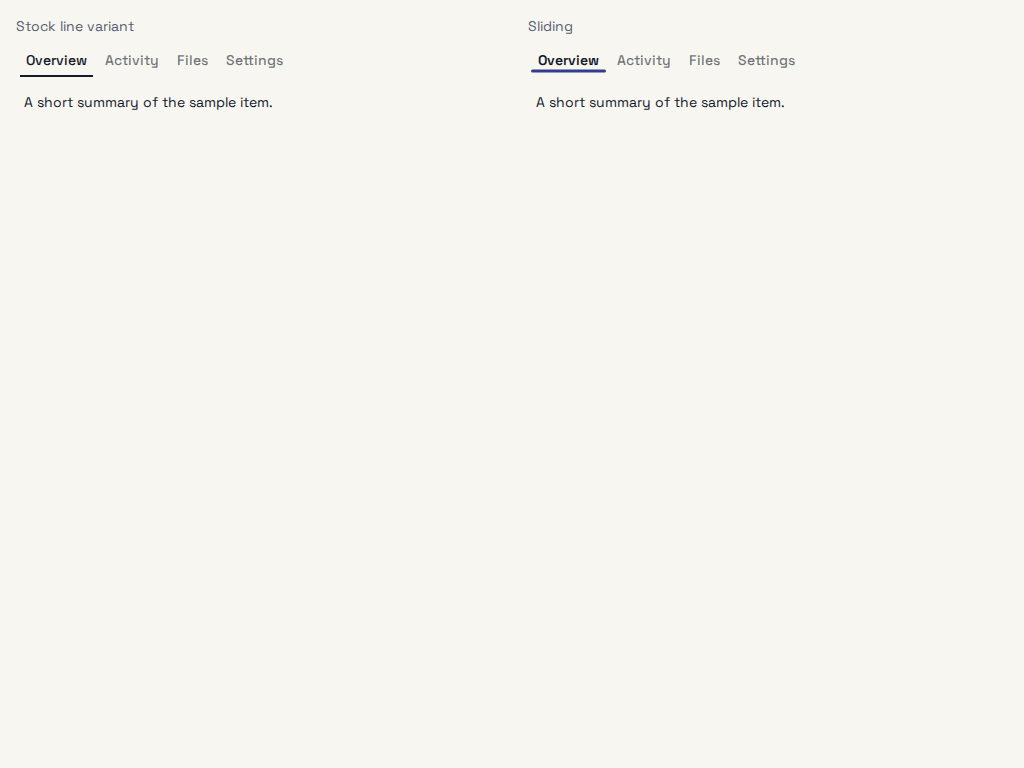 Stock line variant
Overview Activity Files Settings
A short summary of the sample item.
Sliding
Overview Activity Files Settings
A short summary of the sample item.